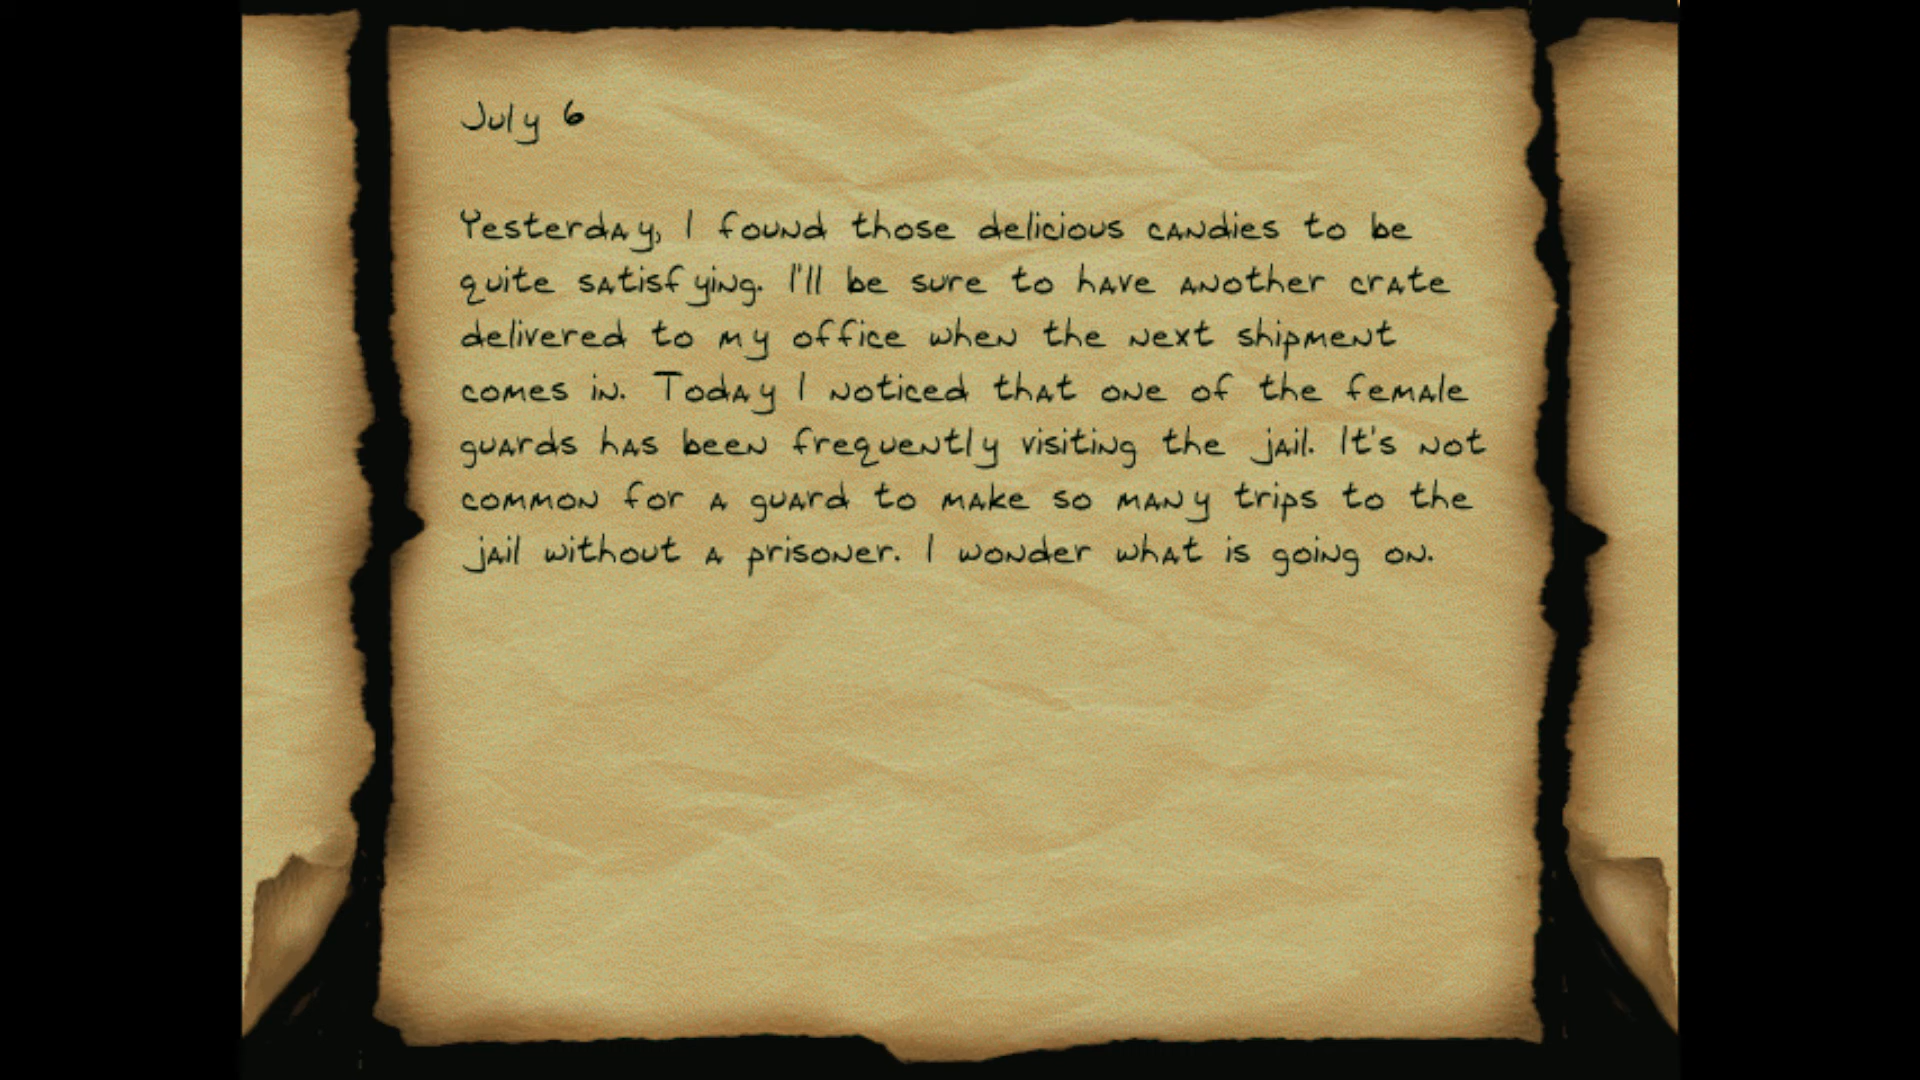 July 6
Yesterday, I found those delicious candies to be
quite satisfying. I'll be sure to have another crate
delivered to my office when the next shipment
comes in. Today I noticed that one of the female
guards has been frequently visiting the jail. It's not
common for a guard to make so many trips to the
jail without a prisoner. I wonder what is going on.